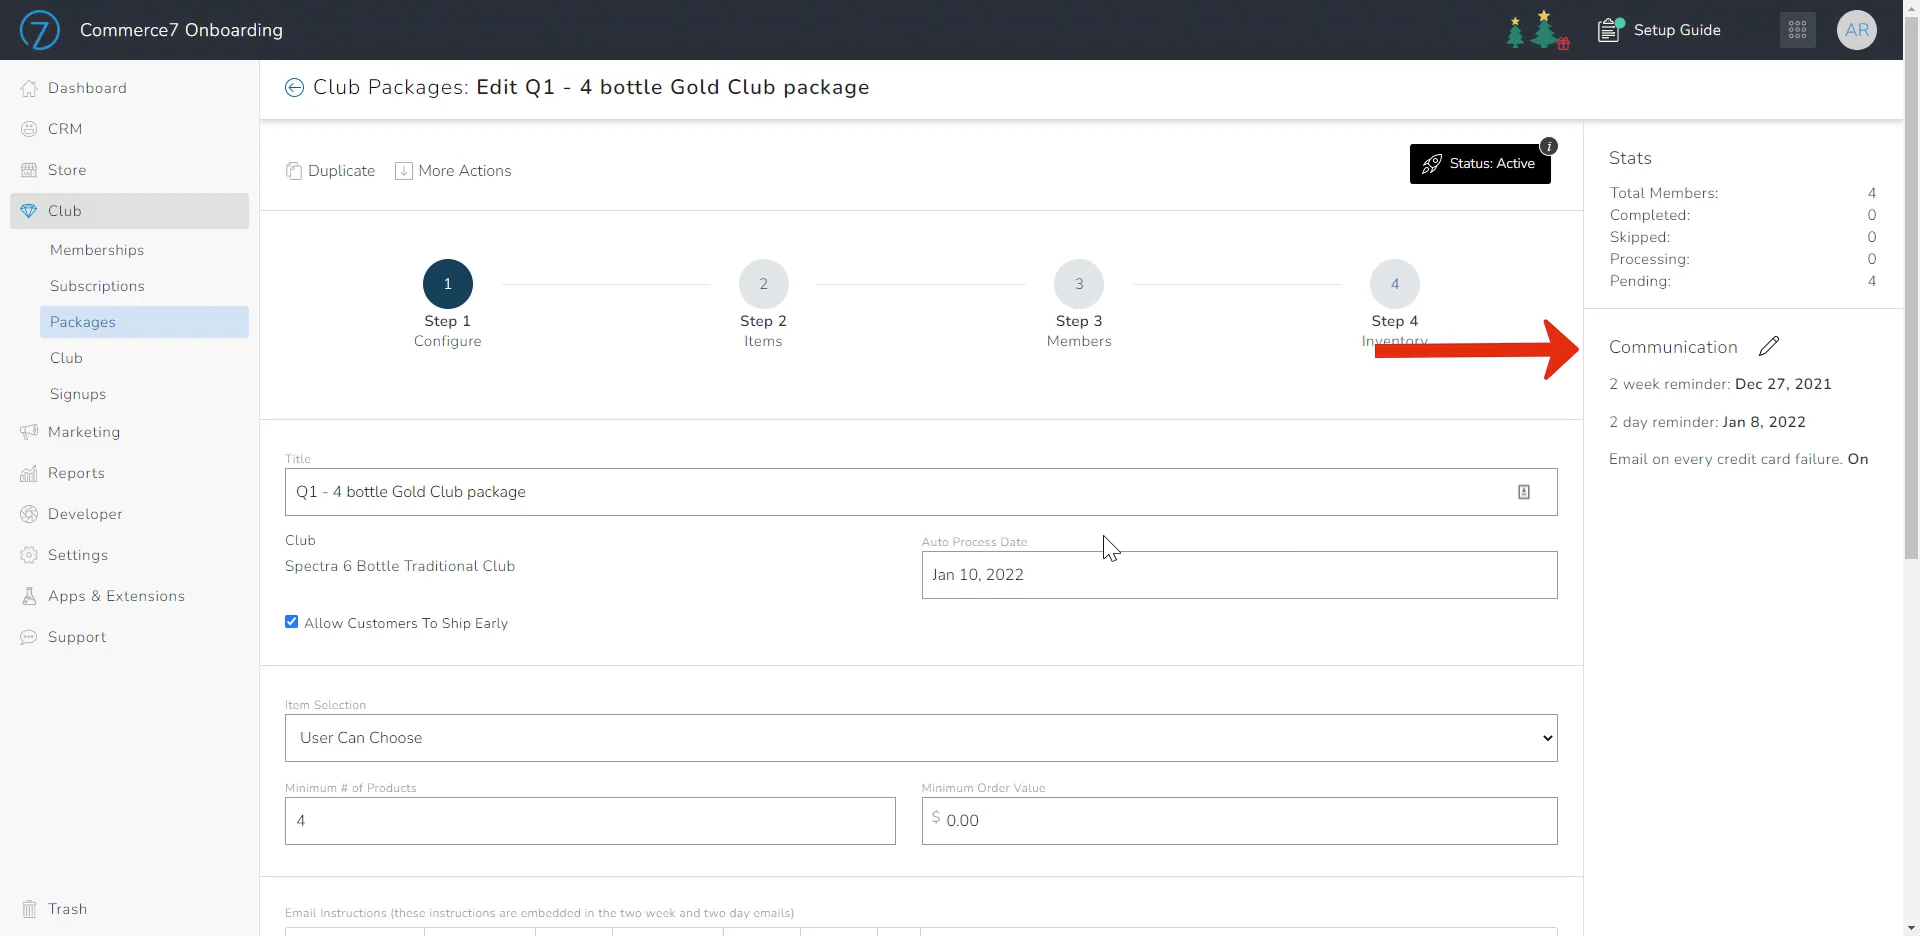 Commerce7 Onboarding
Setup Guide
AR
Dashboard
CRM
Store
Club
Memberships
Subscriptions
Packages
Club
Signups
Marketing
Reports
Developer
Settings
Apps & Extensions
Support
Trash
Club Packages: Edit Q1 - 4 bottle Gold Club package
Duplicate
More Actions
Status: Active
i
1
Step 1
Configure
2
Step 2
Items
3
Step 3
Members
4
Step 4
Inventory
Title
Q1 - 4 bottle Gold Club package
Club
Spectra 6 Bottle Traditional Club
Auto Process Date
Jan 10, 2022
Allow Customers To Ship Early
Item Selection
User Can Choose
Minimum # of Products
4
Minimum Order Value
$ 0.00
Email Instructions (these instructions are embedded in the two week and two day emails)
Stats
Total Members: 4
Completed: 0
Skipped: 0
Processing: 0
Pending: 4
Communication
2 week reminder: Dec 27, 2021
2 day reminder: Jan 8, 2022
Email on every credit card failure. On